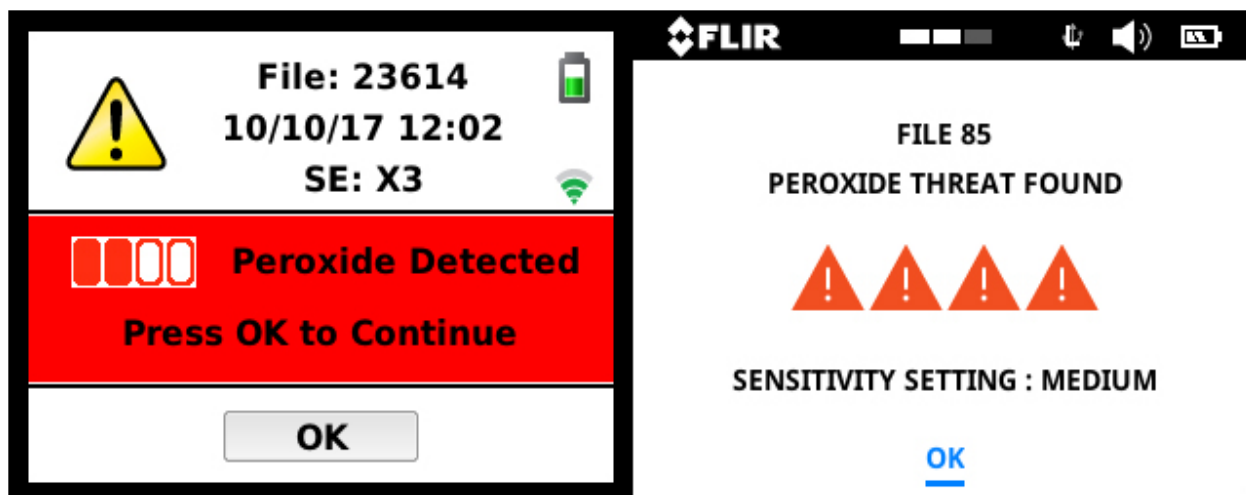 File: 23614
10/10/17 12:02
SE: X3
Peroxide Detected
Press OK to Continue
OK
FLIR
FILE 85
PEROXIDE THREAT FOUND
SENSITIVITY SETTING : MEDIUM
OK